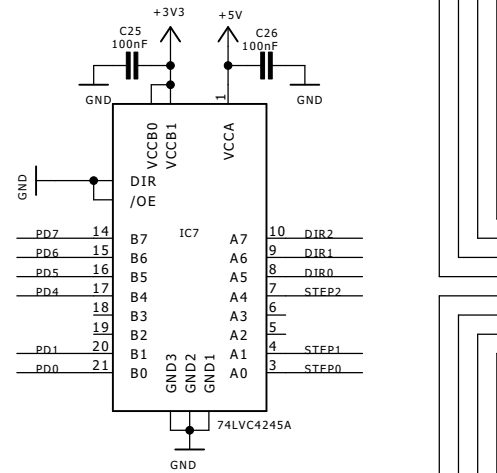 +3V3
+5V
C25
100nF
C26
100nF
GND
GND
1
VCCB0
VCCB1
VCCA
GND
DIR
/OE
IC7
PD7 14 B7 A7 10 DIR2
PD6 15 B6 A6 9 DIR1
PD5 16 B5 A5 8 DIR0
PD4 17 B4 A4 7 STEP2
18 B3 A3 6
19 B2 A2 5
PD1 20 B1 A1 4 STEP1
PD0 21 B0 A0 3 STEP0
GND3
GND2
GND1
74LVC4245A
GND